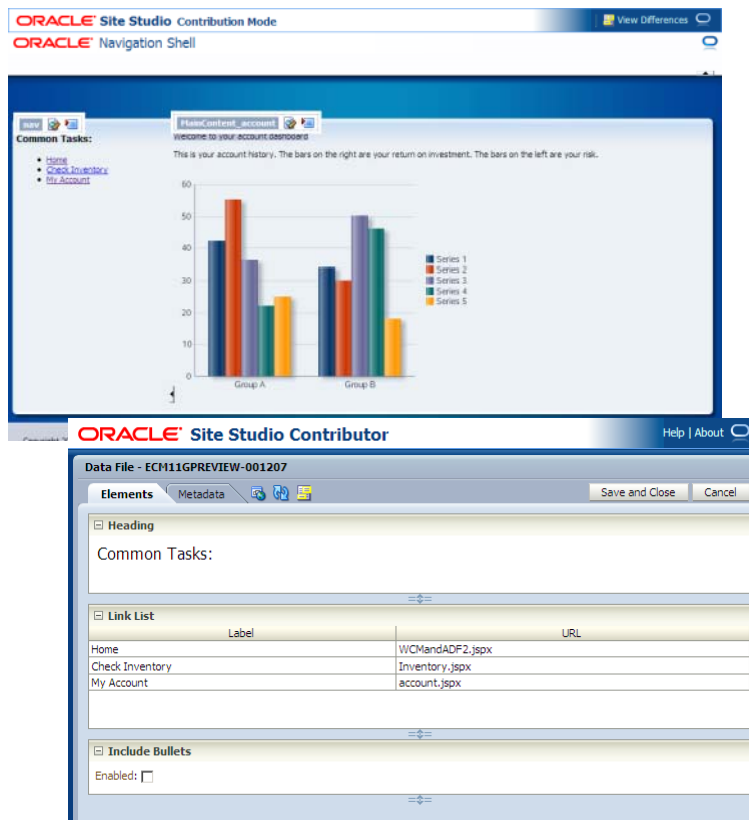 ORACLE Site Studio Contribution Mode
View Differences
ORACLE Navigation Shell
nav
MainContent_account
Common Tasks:
Welcome to your account dashboard
This is your account history. The bars on the right are your return on investment. The bars on the left are your risk.
Home
Check Inventory
My Account
60
50
40
30
20
10
0
Group A
Group B
Series 1
Series 2
Series 3
Series 4
Series 5
ORACLE Site Studio Contributor
Help | About
Data File - ECM11GPREVIEW-001207
Elements Metadata
Save and Close Cancel
Heading
Common Tasks:
Link List
Label URL
Home WCMandADF2.jspx
Check Inventory Inventory.jspx
My Account account.jspx
Include Bullets
Enabled: